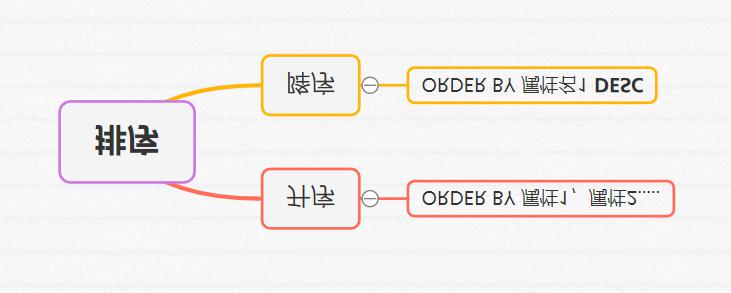 排序
降序
ORDER BY 属性名1 DESC
升序
ORDER BY 属性1，属性2.....